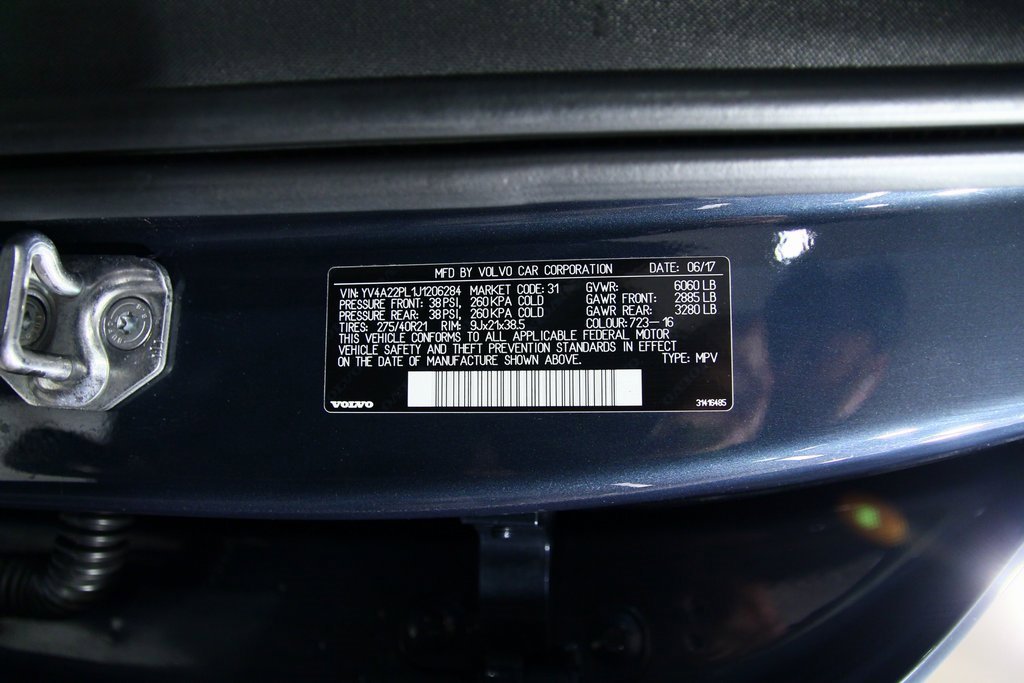 MFD BY VOLVO CAR CORPORATION DATE: 06/17
VIN: YV4A22PL1J1206284 MARKET CODE: 31 GVWR: 6060 LB
PRESSURE FRONT: 38 PSI, 260 KPA COLD GAWR FRONT: 2885 LB
PRESSURE REAR: 38 PSI, 260 KPA COLD GAWR REAR: 3280 LB
TIRES: 275/40R21 RIM: 9Jx21x38.5 COLOUR: 723-16
THIS VEHICLE CONFORMS TO ALL APPLICABLE FEDERAL MOTOR
VEHICLE SAFETY AND THEFT PREVENTION STANDARDS IN EFFECT
ON THE DATE OF MANUFACTURE SHOWN ABOVE. TYPE: MPV
VOLVO 31416485